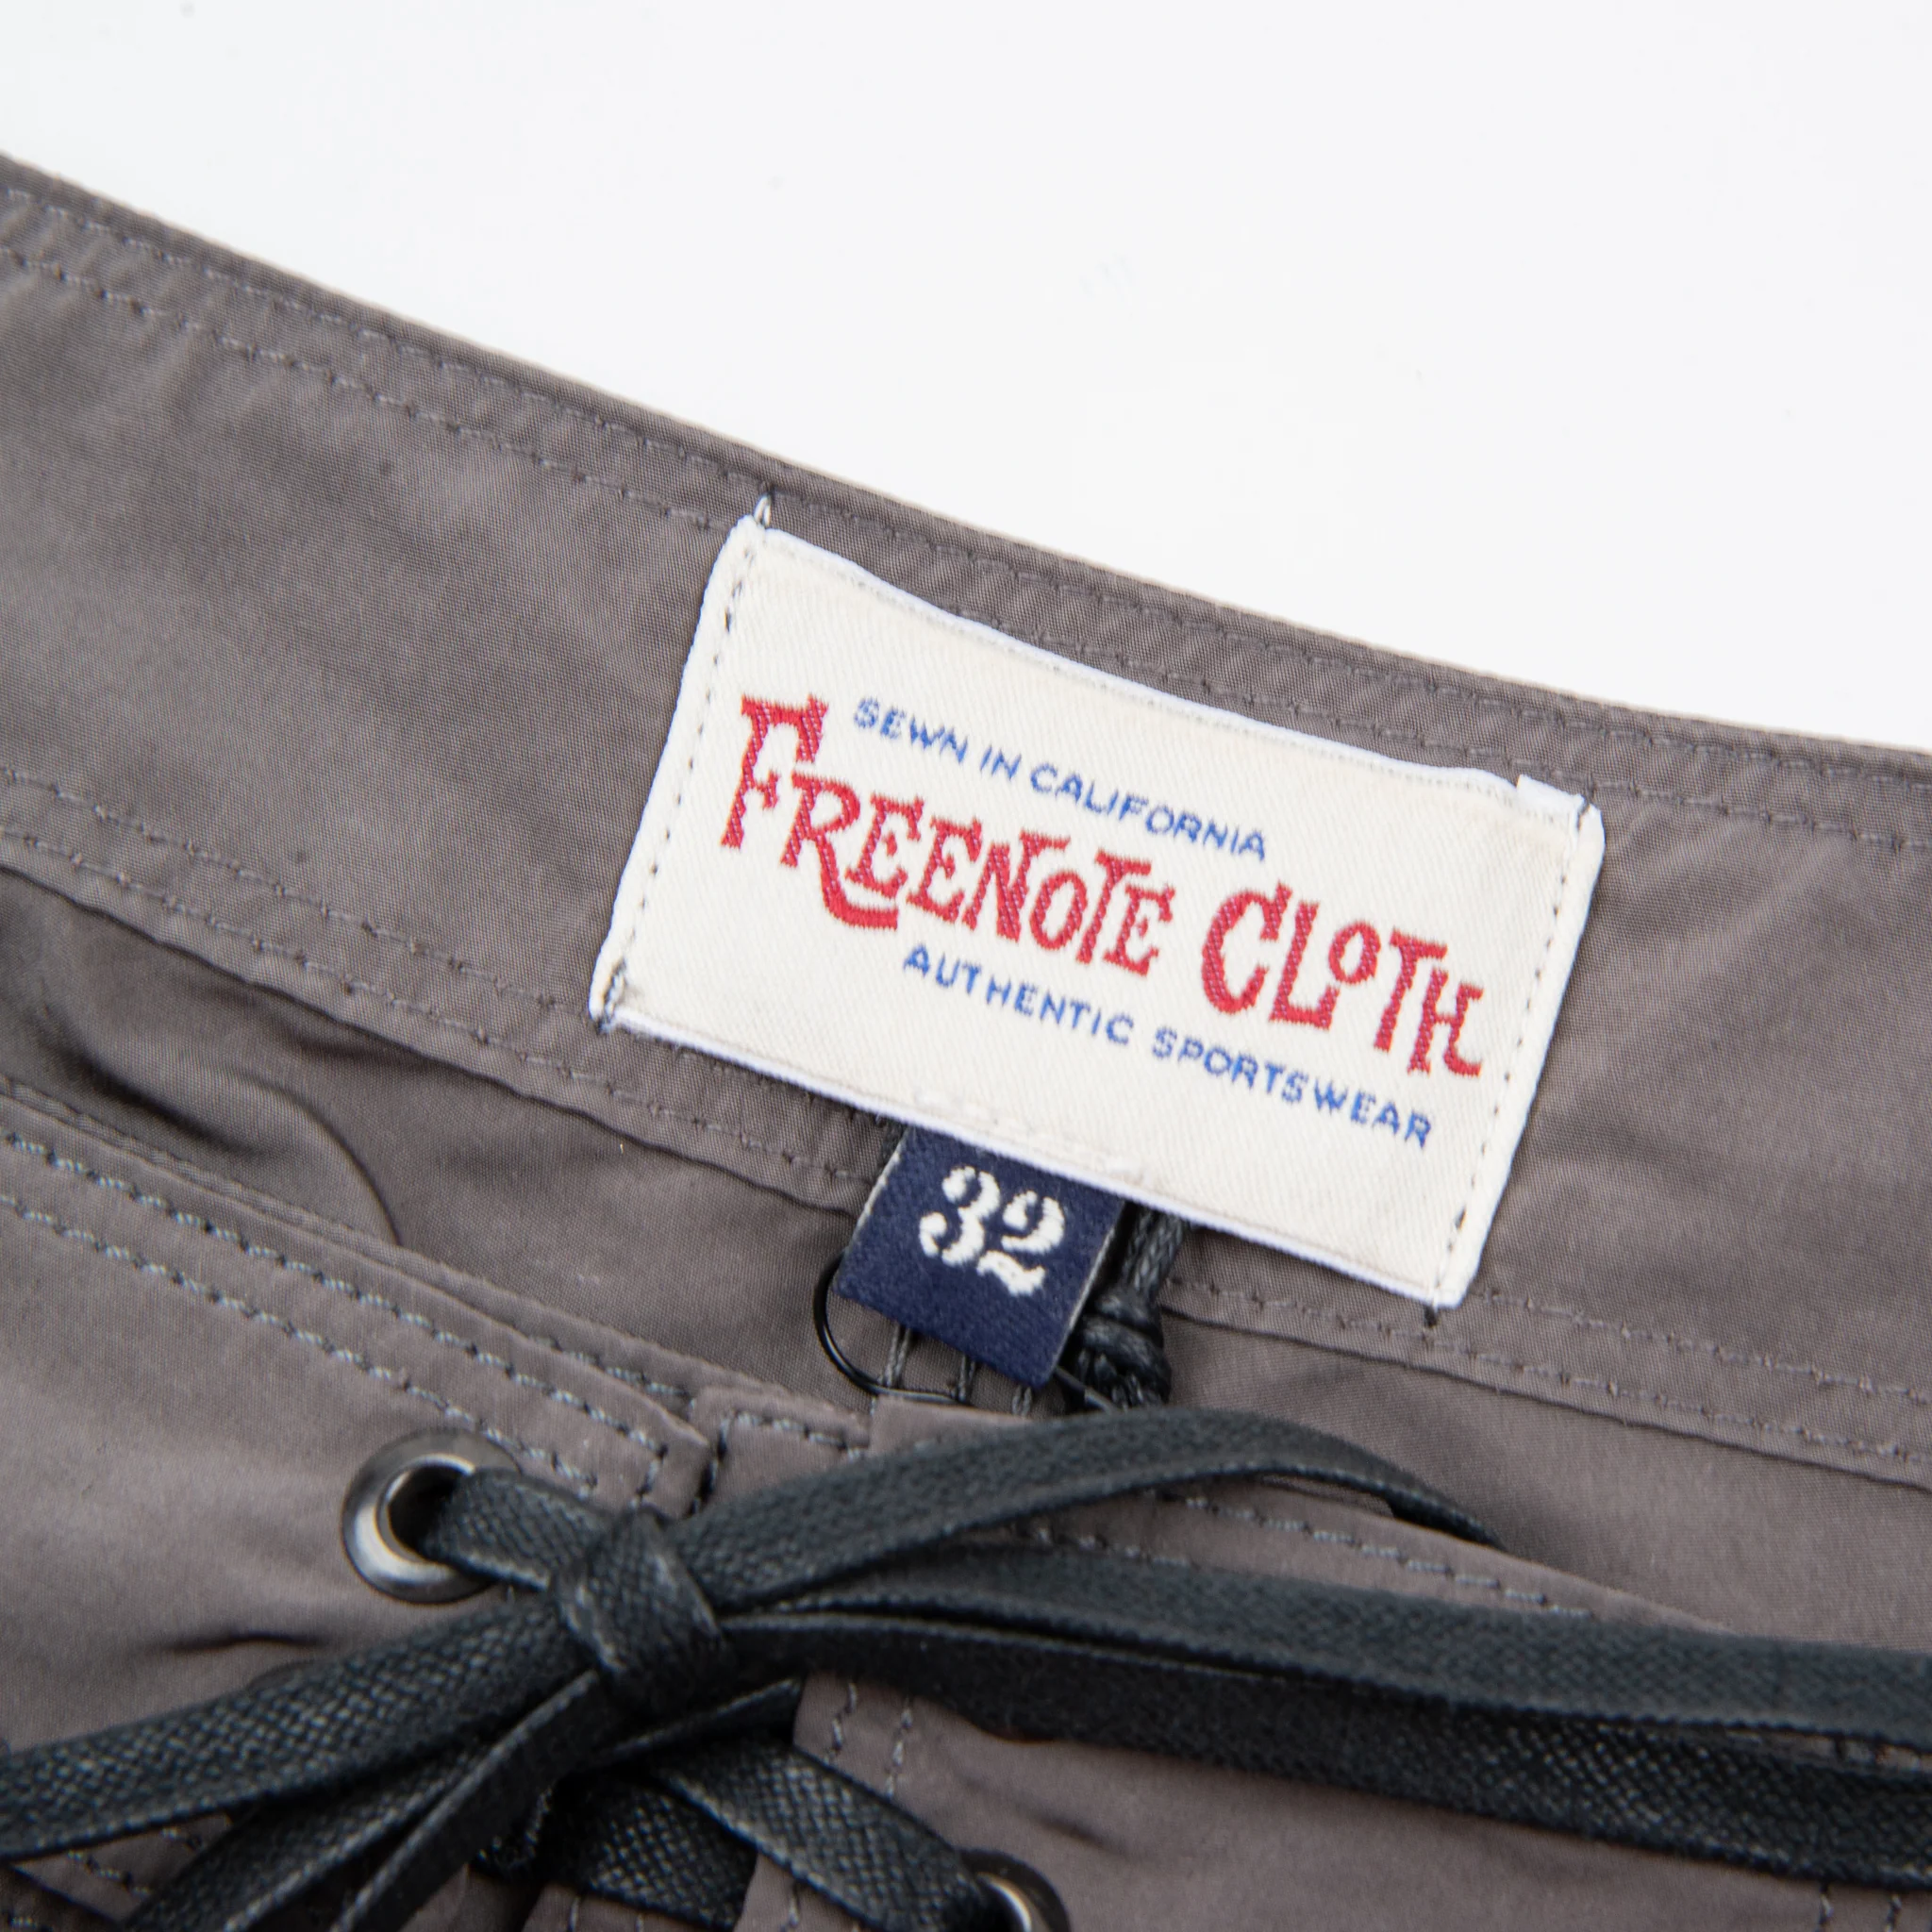 SEWN IN CALIFORNIA
FREENOTE CLOTH
AUTHENTIC SPORTSWEAR
32